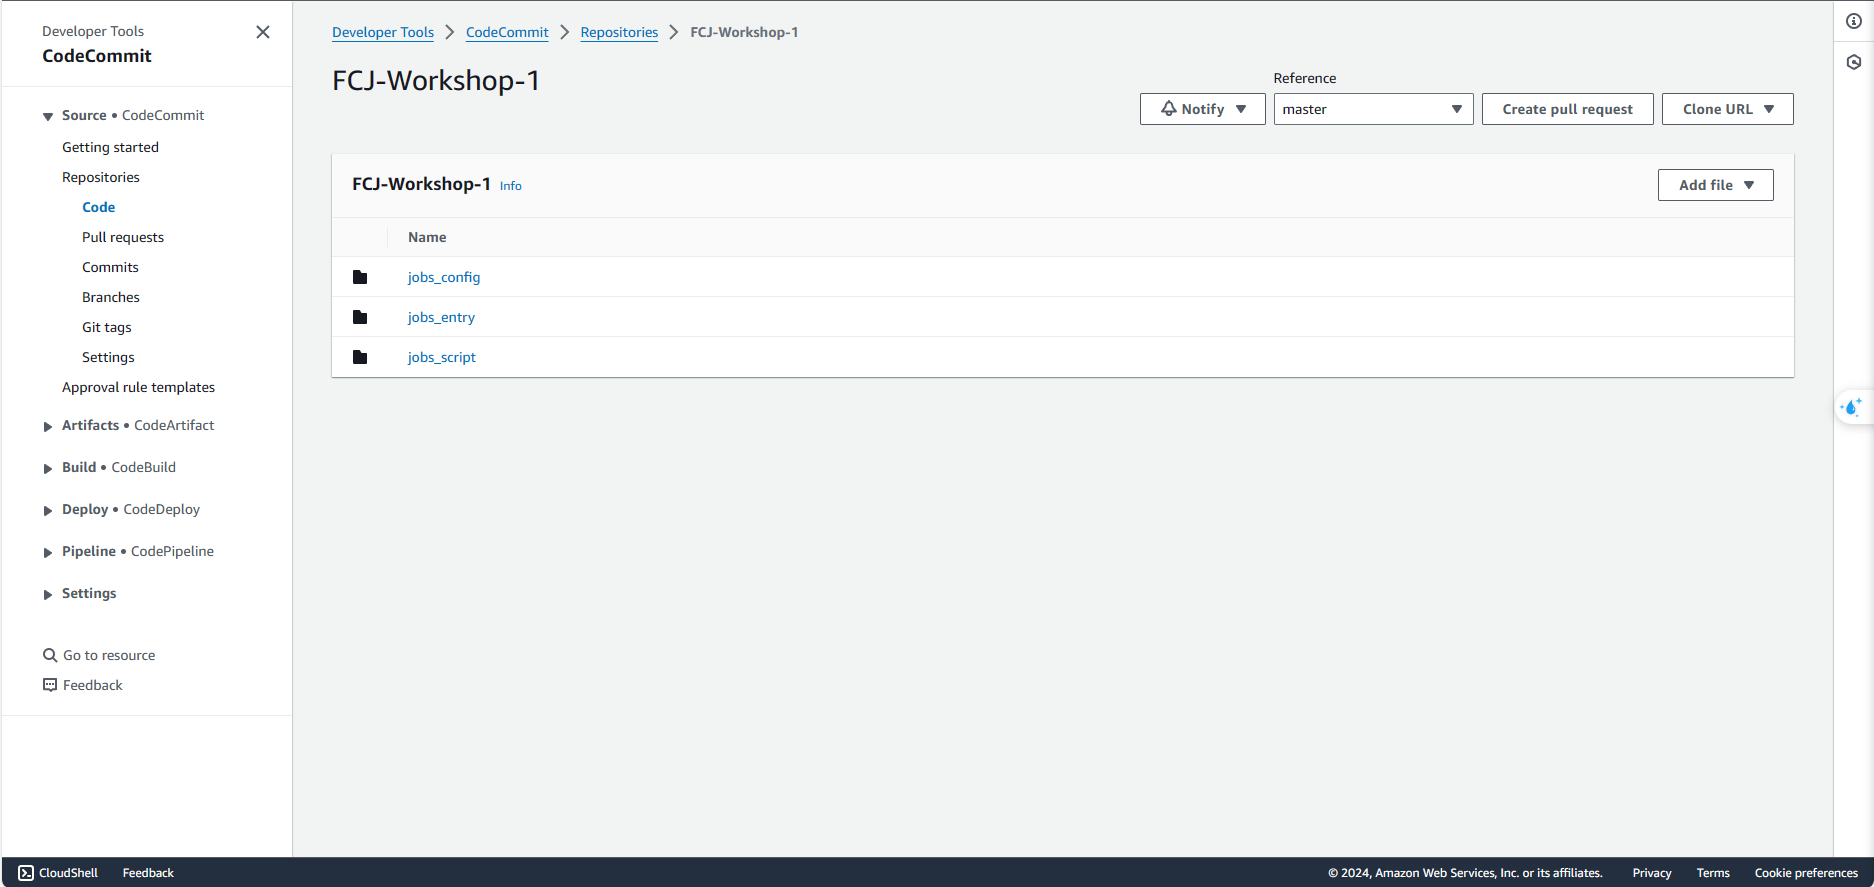 Developer Tools
CodeCommit
Source • CodeCommit
Getting started
Repositories
Code
Pull requests
Commits
Branches
Git tags
Settings
Approval rule templates
Artifacts • CodeArtifact
Build • CodeBuild
Deploy • CodeDeploy
Pipeline • CodePipeline
Settings
Go to resource
Feedback
Developer Tools > CodeCommit > Repositories > FCJ-Workshop-1
FCJ-Workshop-1
Reference
Notify master Create pull request Clone URL
FCJ-Workshop-1 Info Add file
Name
jobs_config
jobs_entry
jobs_script
CloudShell Feedback © 2024, Amazon Web Services, Inc. or its affiliates. Privacy Terms Cookie preferences